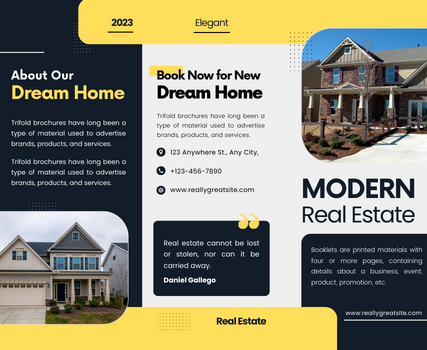 2023
Elegant
About Our
Dream Home
Trifold brochures have long been a
type of material used to advertise
brands, products, and services.
Trifold brochures have long been a
type of material used to advertise
brands, products, and services.
Book Now for New
Dream Home
Trifold brochures have long been a
type of material used to advertise
brands, products, and services.
123 Anywhere St., Any City,
+123-456-7890
www.reallygreatsite.com
Real estate cannot be lost
or stolen, nor can it be
carried away.
Daniel Gallego
Real Estate
MODERN
Real Estate
Booklets are printed materials with
four or more pages, containing
details about a business, event,
product, promotion, etc.
www.reallygreatsite.com